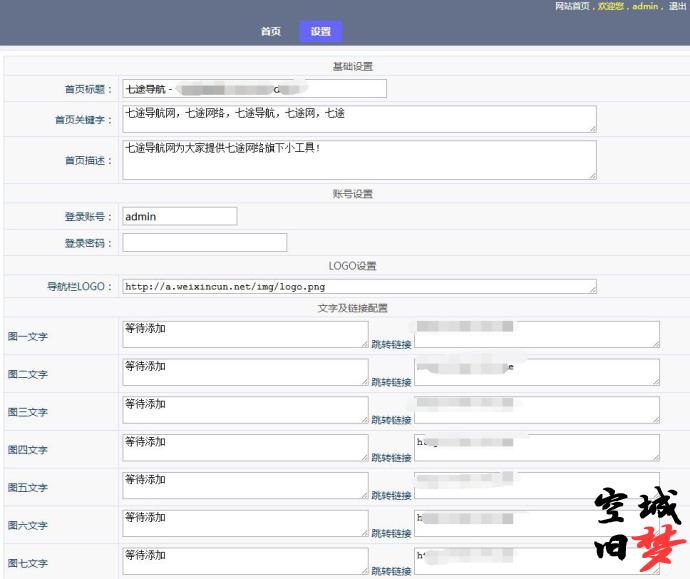 网站首页，欢迎您，admin， 退出
首页 设置
基础设置
首页标题： 七途导航 -
首页关键字： 七途导航网，七途网络，七途导航，七途网，七途
首页描述： 七途导航网为大家提供七途网络旗下小工具！
账号设置
登录账号： admin
登录密码：
LOGO设置
导航栏LOGO： http://a.weixincun.net/img/logo.png
文字及链接配置
图一文字 等待添加 跳转链接
图二文字 等待添加 跳转链接
图三文字 等待添加 跳转链接
图四文字 等待添加 跳转链接
图五文字 等待添加 跳转链接
图六文字 等待添加 跳转链接
图七文字 等待添加 跳转链接
空城
旧梦